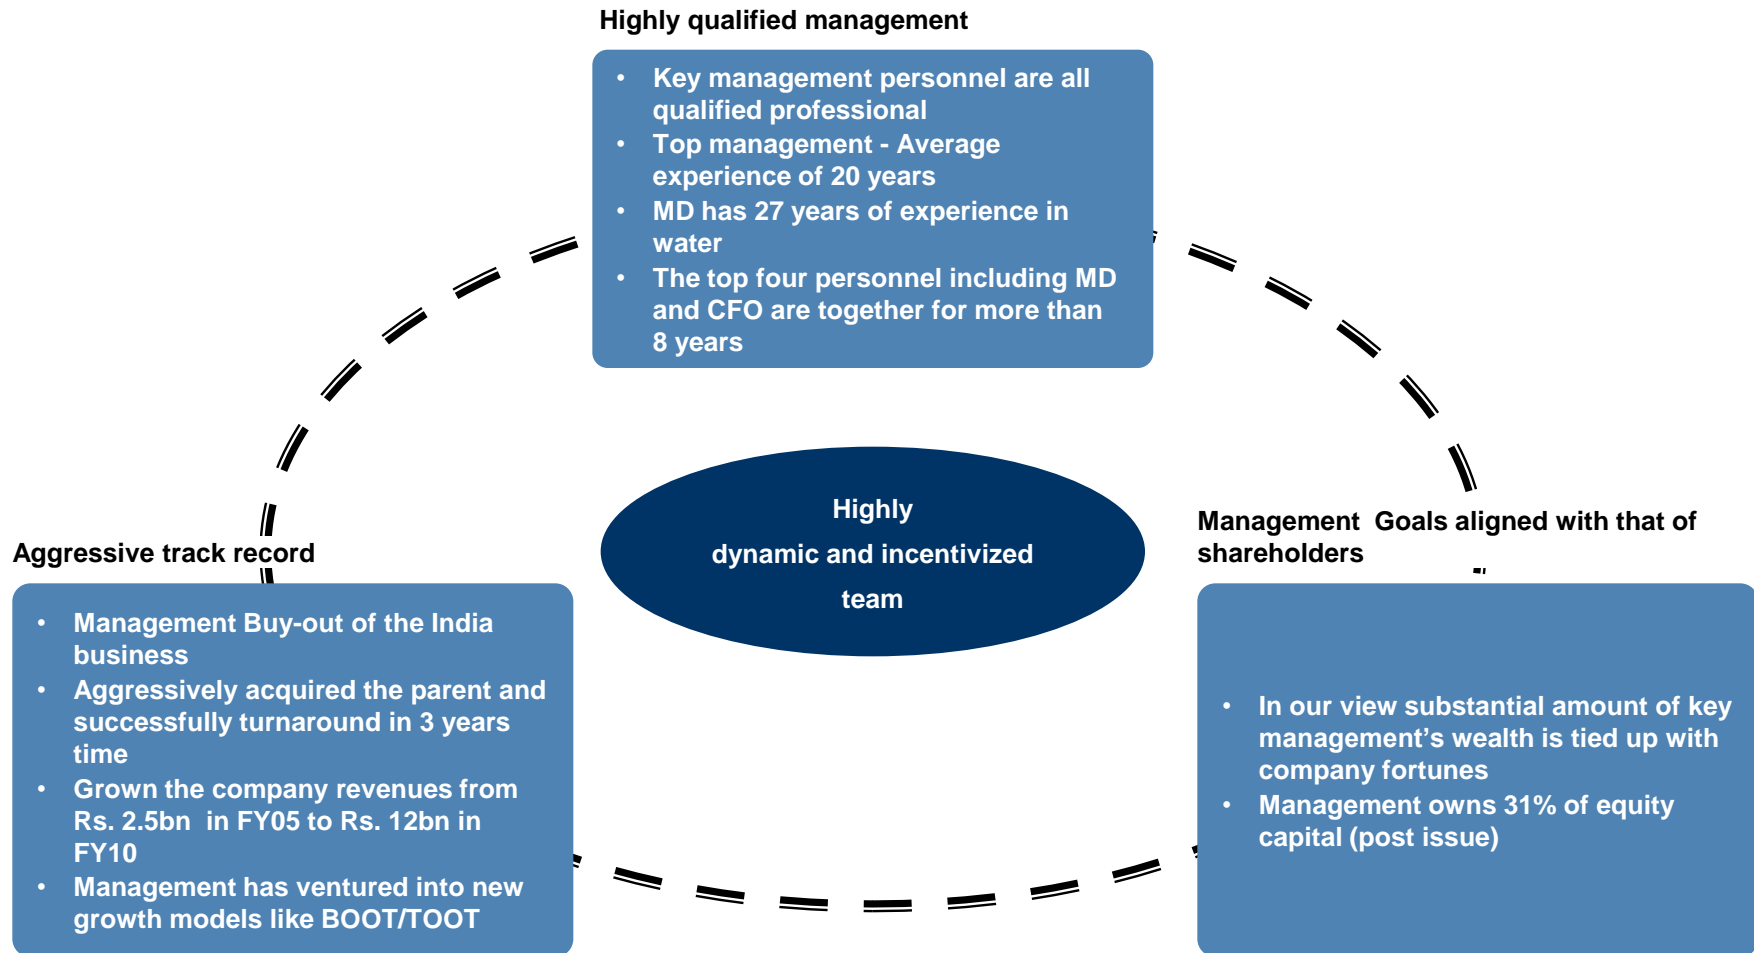 Highly qualified management
• Key management personnel are all
qualified professional
• Top management - Average
experience of 20 years
• MD has 27 years of experience in
water
• The top four personnel including MD
and CFO are together for more than
8 years
Highly
dynamic and incentivized
team
Aggressive track record
• Management Buy-out of the India
business
• Aggressively acquired the parent and
successfully turnaround in 3 years
time
• Grown the company revenues from
Rs. 2.5bn in FY05 to Rs. 12bn in
FY10
• Management has ventured into new
growth models like BOOT/TOOT
Management Goals aligned with that of
shareholders
• In our view substantial amount of key
management’s wealth is tied up with
company fortunes
• Management owns 31% of equity
capital (post issue)